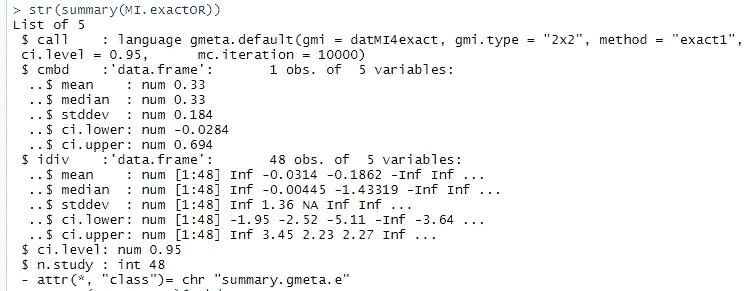 > str(summary(MI.exactOR))
List of 5
 $ call    : language gmeta.default(gmi = datMI4exact, gmi.type = "2x2", method = "exact1",
ci.level = 0.95,      mc.iteration = 10000)
 $ cmbd    :'data.frame':       1 obs. of  5 variables:
  ..$ mean    : num 0.33
  ..$ median  : num 0.33
  ..$ stddev  : num 0.184
  ..$ ci.lower: num -0.0284
  ..$ ci.upper: num 0.694
 $ idiv    :'data.frame':       48 obs. of  5 variables:
  ..$ mean    : num [1:48] Inf -0.0314 -0.1862 -Inf Inf ...
  ..$ median  : num [1:48] Inf -0.00445 -1.43319 -Inf Inf ...
  ..$ stddev  : num [1:48] Inf 1.36 NA Inf Inf ...
  ..$ ci.lower: num [1:48] -1.95 -2.52 -5.11 -Inf -3.64 ...
  ..$ ci.upper: num [1:48] Inf 3.45 2.23 2.27 Inf ...
 $ ci.level: num 0.95
 $ n.study : int 48
 - attr(*, "class")= chr "summary.gmeta.e"